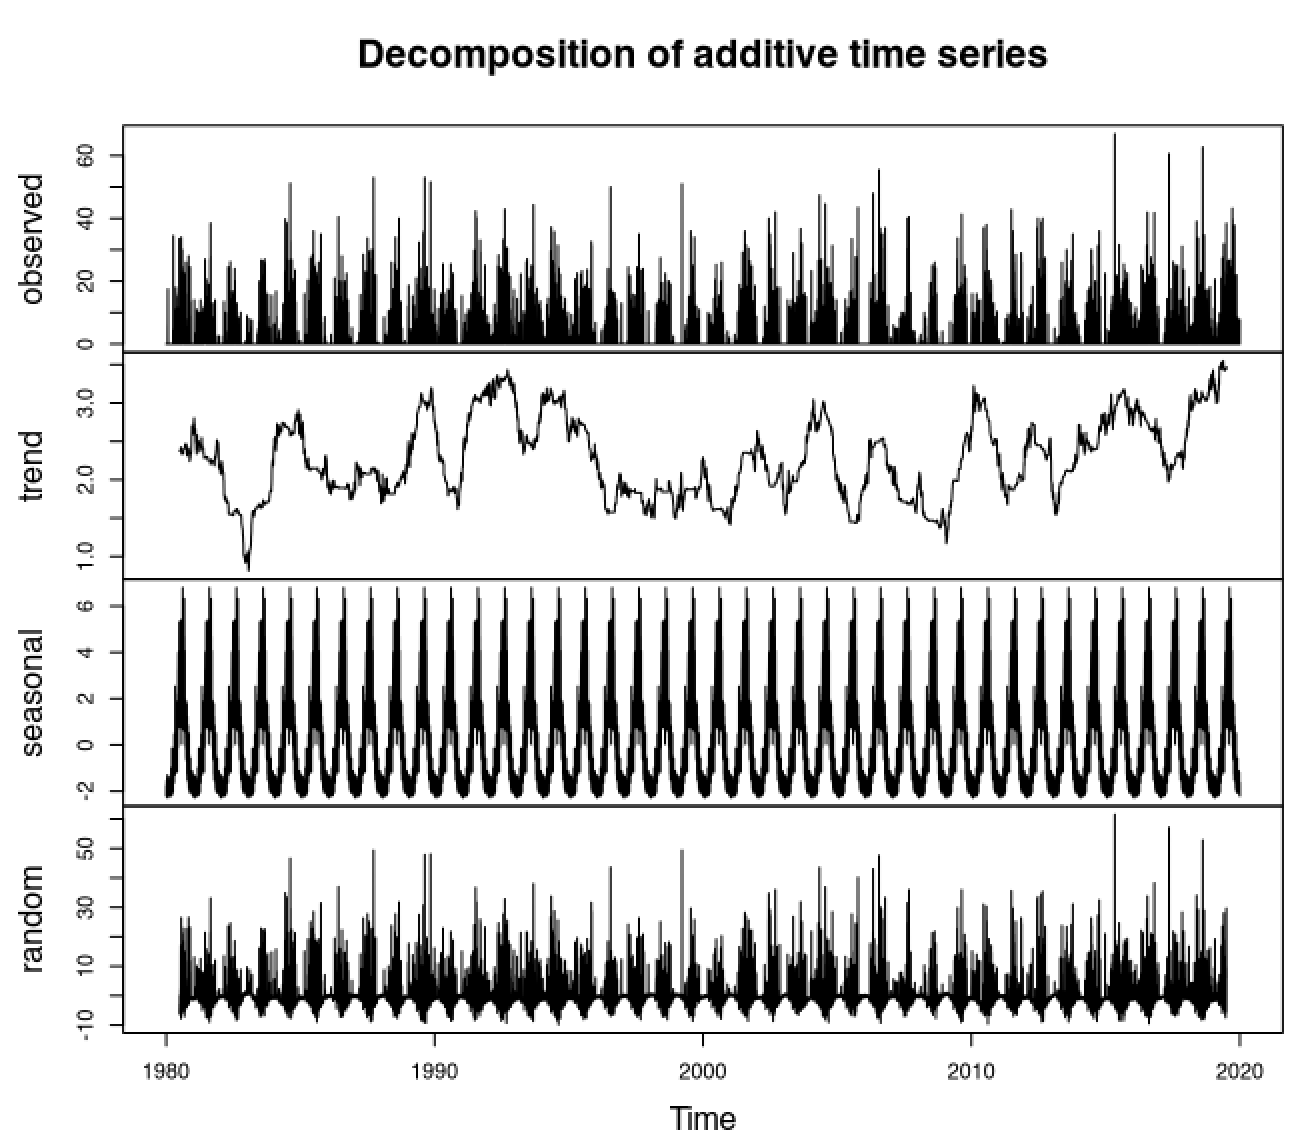 Decomposition of additive time series
observed
0 20 40 60
trend
1.0 2.0 3.0
seasonal
-2 0 2 4 6
random
-10 10 30 50
1980 1990 2000 2010 2020
Time